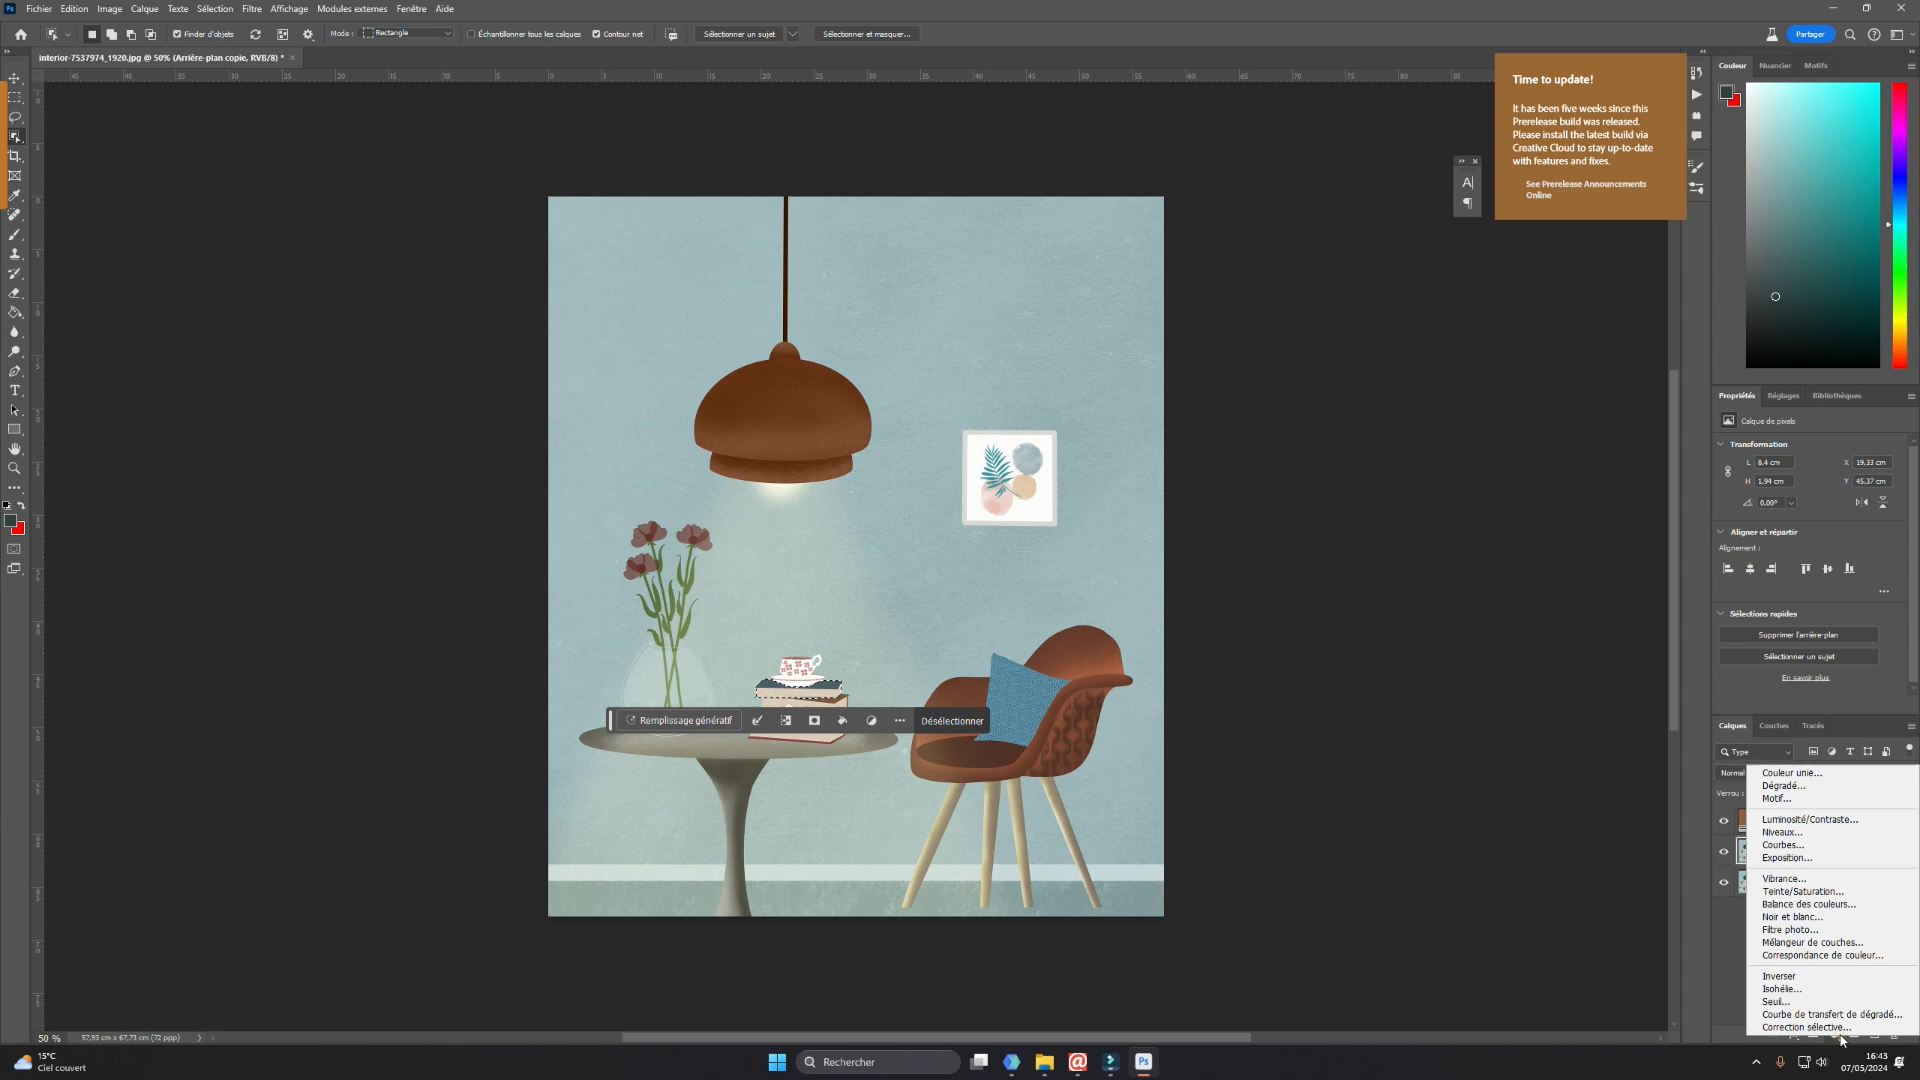 Fichier Edition Image Calque Texte Sélection Filtre Affichage Modules externes Fenêtre Aide
Finder d'objets Mode : Rectangle Échantillonner tous les calques Contour net Sélectionner un sujet Sélectionner et masquer... Partager
interior-7537974_1920.jpg @ 50% (Arrière-plan copie, RVB/8) *
Time to update!
It has been five weeks since this
Prerelease build was released.
Please install the latest build via
Creative Cloud to stay up-to-date
with features and fixes.
See Prerelease Announcements
Online
Couleur Nuancier Motifs
Propriétés Réglages Bibliothèques
Calque de pixels
Transformation
L 8,4 cm X 19,33 cm
H 1,94 cm Y 45,37 cm
0,00°
Aligner et répartir
Alignement :
Sélections rapides
Supprimer l'arrière-plan
Sélectionner un sujet
En savoir plus
Remplissage génératif Désélectionner
Calques Couches Tracés
Type
Normal
Verrou :
Couleur unie...
Dégradé...
Motif...
Luminosité/Contraste...
Niveaux...
Courbes...
Exposition...
Vibrance...
Teinte/Saturation...
Balance des couleurs...
Noir et blanc...
Filtre photo...
Mélangeur de couches...
Correspondance de couleur...
Inverser
Isohélie...
Seuil...
Courbe de transfert de dégradé...
Correction sélective...
50 % 57,93 cm x 67,73 cm (72 ppp)
15°C
Ciel couvert
Rechercher
16:43
07/05/2024